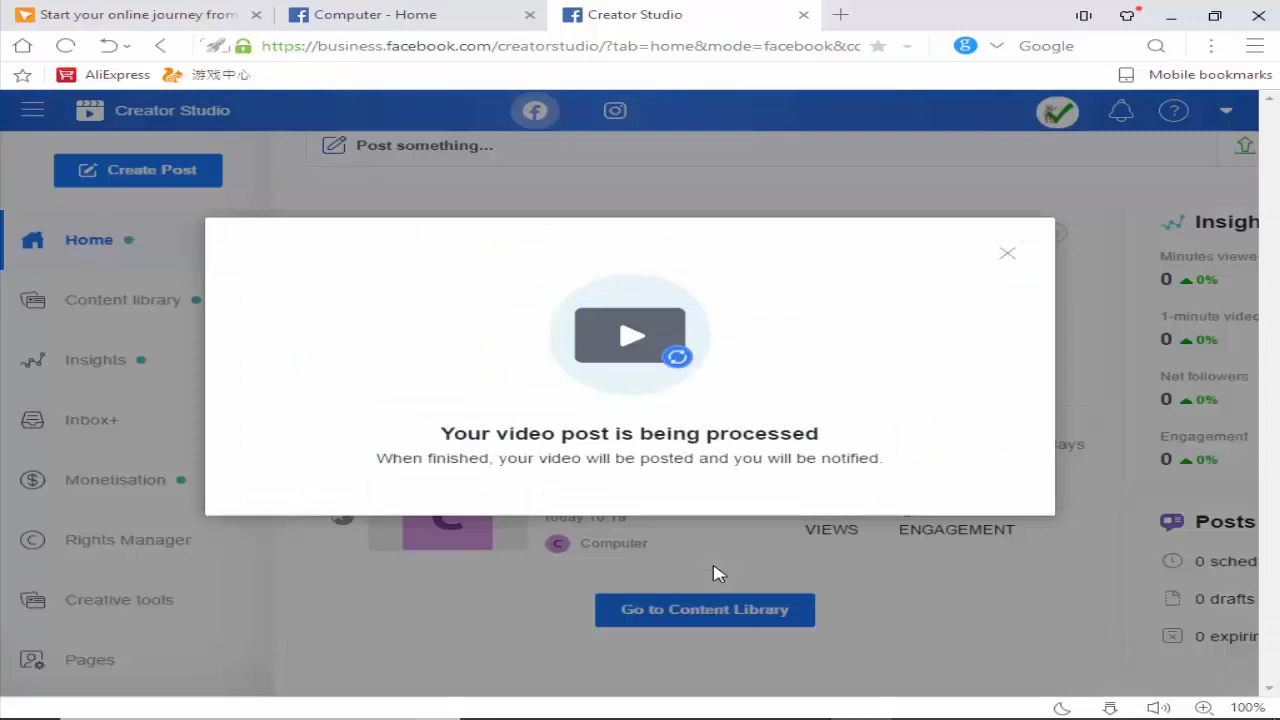 Start your online journey from
Computer - Home
Creator Studio
https://business.facebook.com/creatorstudio/?tab=home&mode=facebook&cc
Google
AliExpress
游戏中心
Mobile bookmarks
Creator Studio
Create Post
Post something...
Home
Content library
Insights
Inbox+
Monetisation
Rights Manager
Creative tools
Pages
Your video post is being processed
When finished, your video will be posted and you will be notified.
Today 10:19
C Computer
VIEWS
ENGAGEMENT
Go to Content Library
Insigh
Minutes viewe
0 0%
1-minute video
0 0%
Net followers
0 0%
Engagement
0 0%
Posts
0 sched
0 drafts
0 expirin
100%